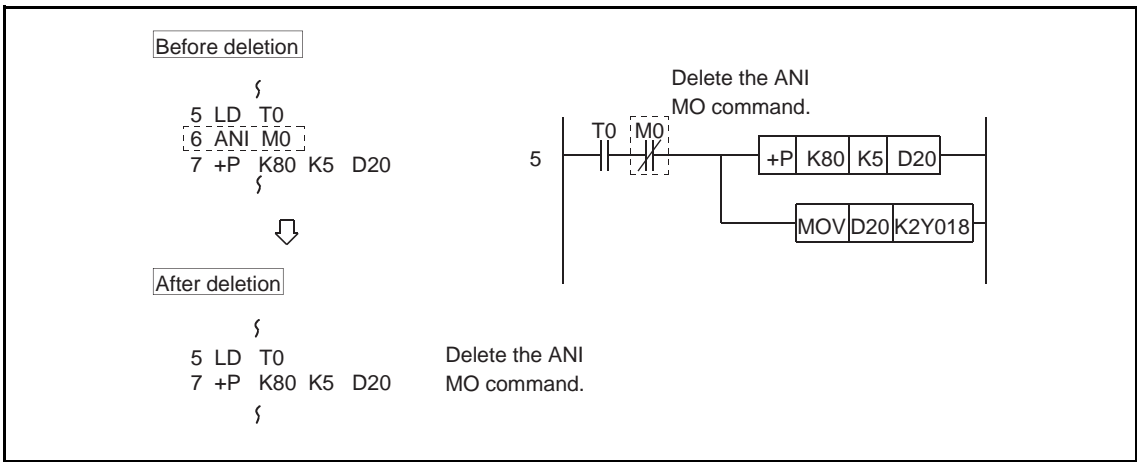 Before deletion
5 LD T0
6 ANI M0
7 +P K80 K5 D20
After deletion
5 LD T0
7 +P K80 K5 D20
Delete the ANI
MO command.
Delete the ANI
MO command.
T0 M0
5 +P K80 K5 D20
MOV D20 K2Y018